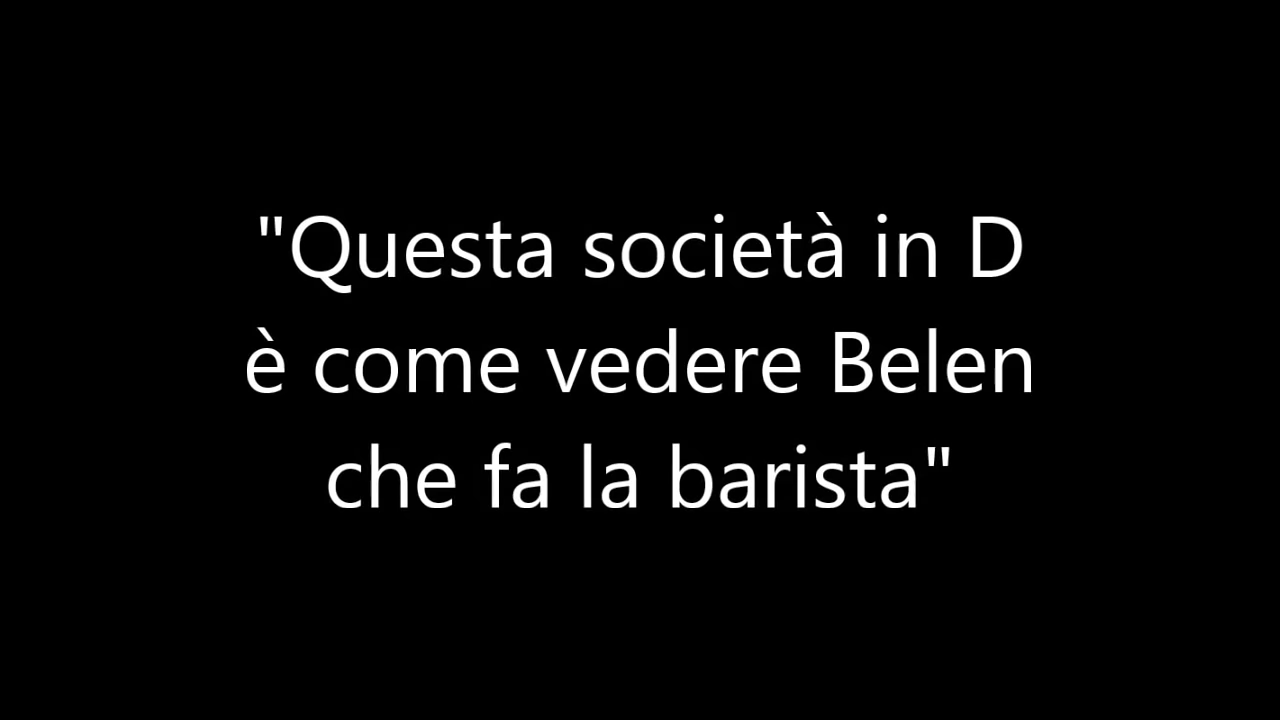 "Questa società in D
è come vedere Belen
che fa la barista"